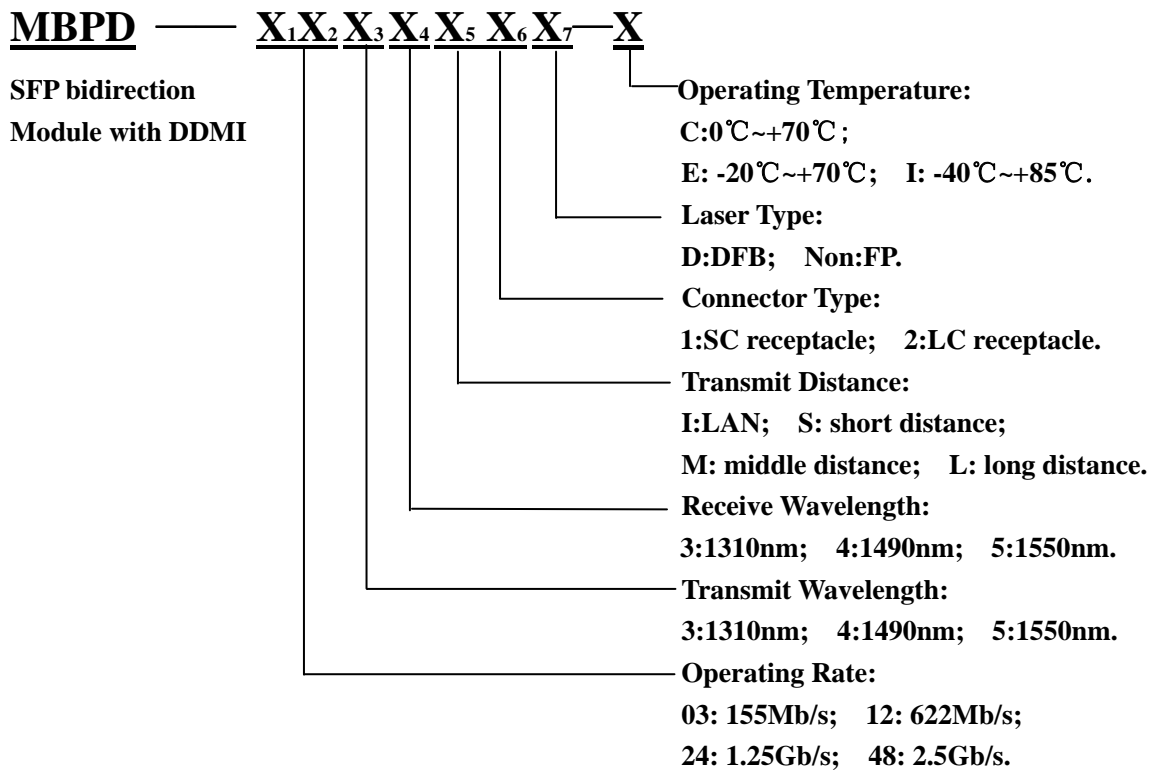 MBPD —— X₁X₂ X₃ X₄ X₅ X₆ X₇—X
SFP bidirection
Module with DDMI
Operating Temperature:
C:0℃~+70℃;
E: -20℃~+70℃; I: -40℃~+85℃.
Laser Type:
D:DFB; Non:FP.
Connector Type:
1:SC receptacle; 2:LC receptacle.
Transmit Distance:
I:LAN; S: short distance;
M: middle distance; L: long distance.
Receive Wavelength:
3:1310nm; 4:1490nm; 5:1550nm.
Transmit Wavelength:
3:1310nm; 4:1490nm; 5:1550nm.
Operating Rate:
03: 155Mb/s; 12: 622Mb/s;
24: 1.25Gb/s; 48: 2.5Gb/s.